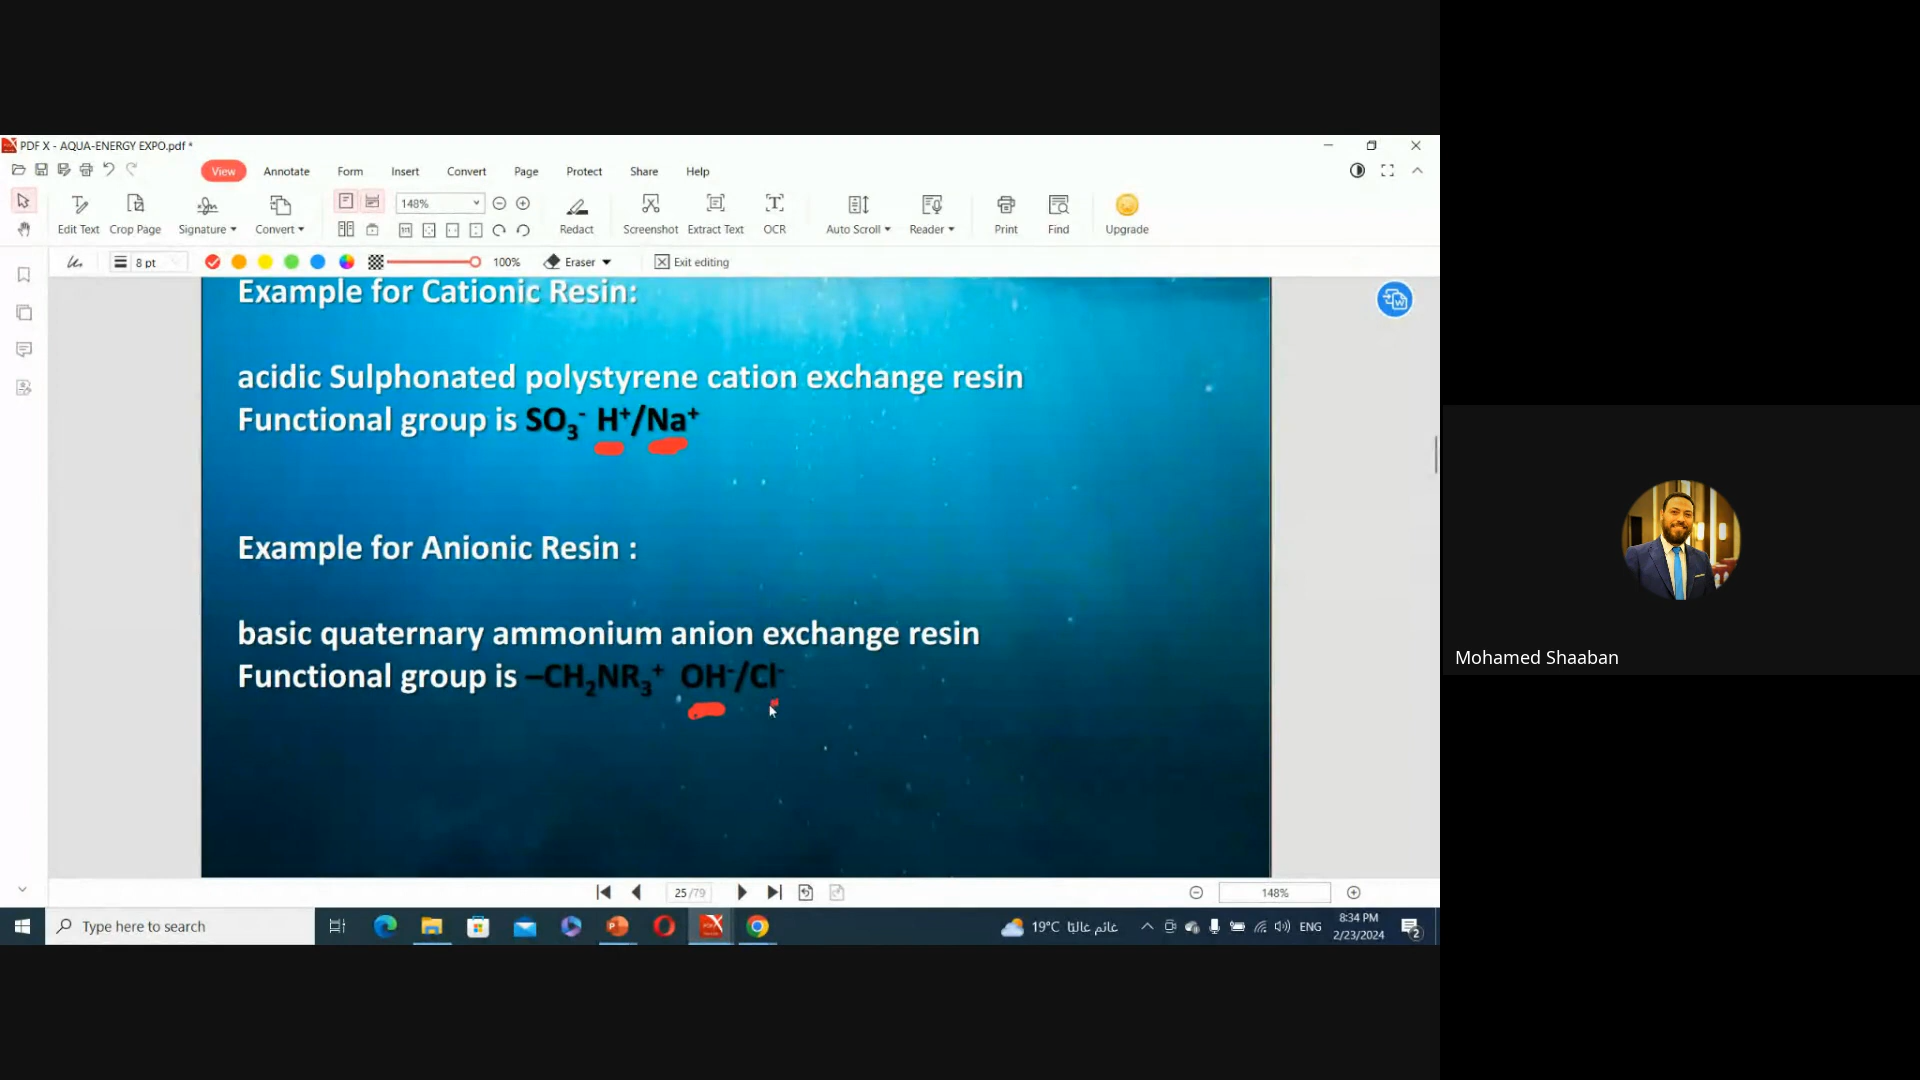 PDF X - AQUA-ENERGY EXPO.pdf *
View Annotate Form Insert Convert Page Protect Share Help
148%
Edit Text Crop Page Signature Convert Redact Screenshot Extract Text OCR Auto Scroll Reader Print Find Upgrade
8 pt 100% Eraser Exit editing
Example for Cationic Resin:
acidic Sulphonated polystyrene cation exchange resin
Functional group is SO₃⁻ H⁺/Na⁺
Example for Anionic Resin :
basic quaternary ammonium anion exchange resin
Functional group is –CH₂NR₃⁺ OH⁻/Cl⁻
Mohamed Shaaban
25 /79
148%
Type here to search
19°C غائم غالبًا
ENG
8:34 PM
2/23/2024
2